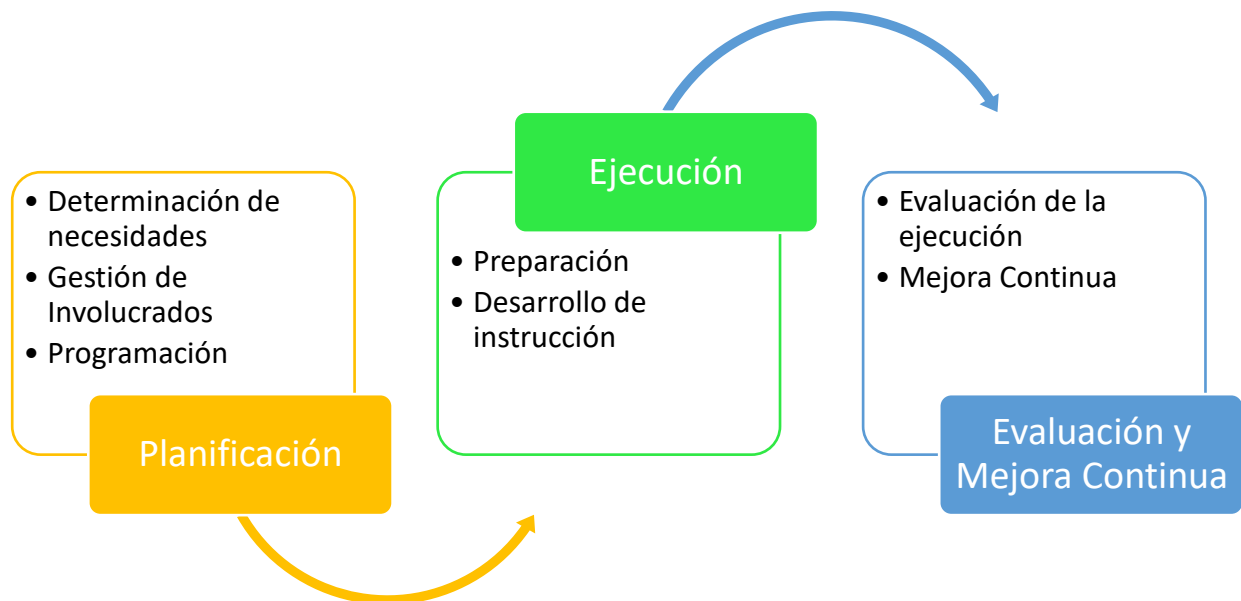 • Determinación de
necesidades
• Gestión de
Involucrados
• Programación
Planificación
Ejecución
• Preparación
• Desarrollo de
instrucción
• Evaluación de la
ejecución
• Mejora Continua
Evaluación y
Mejora Continua